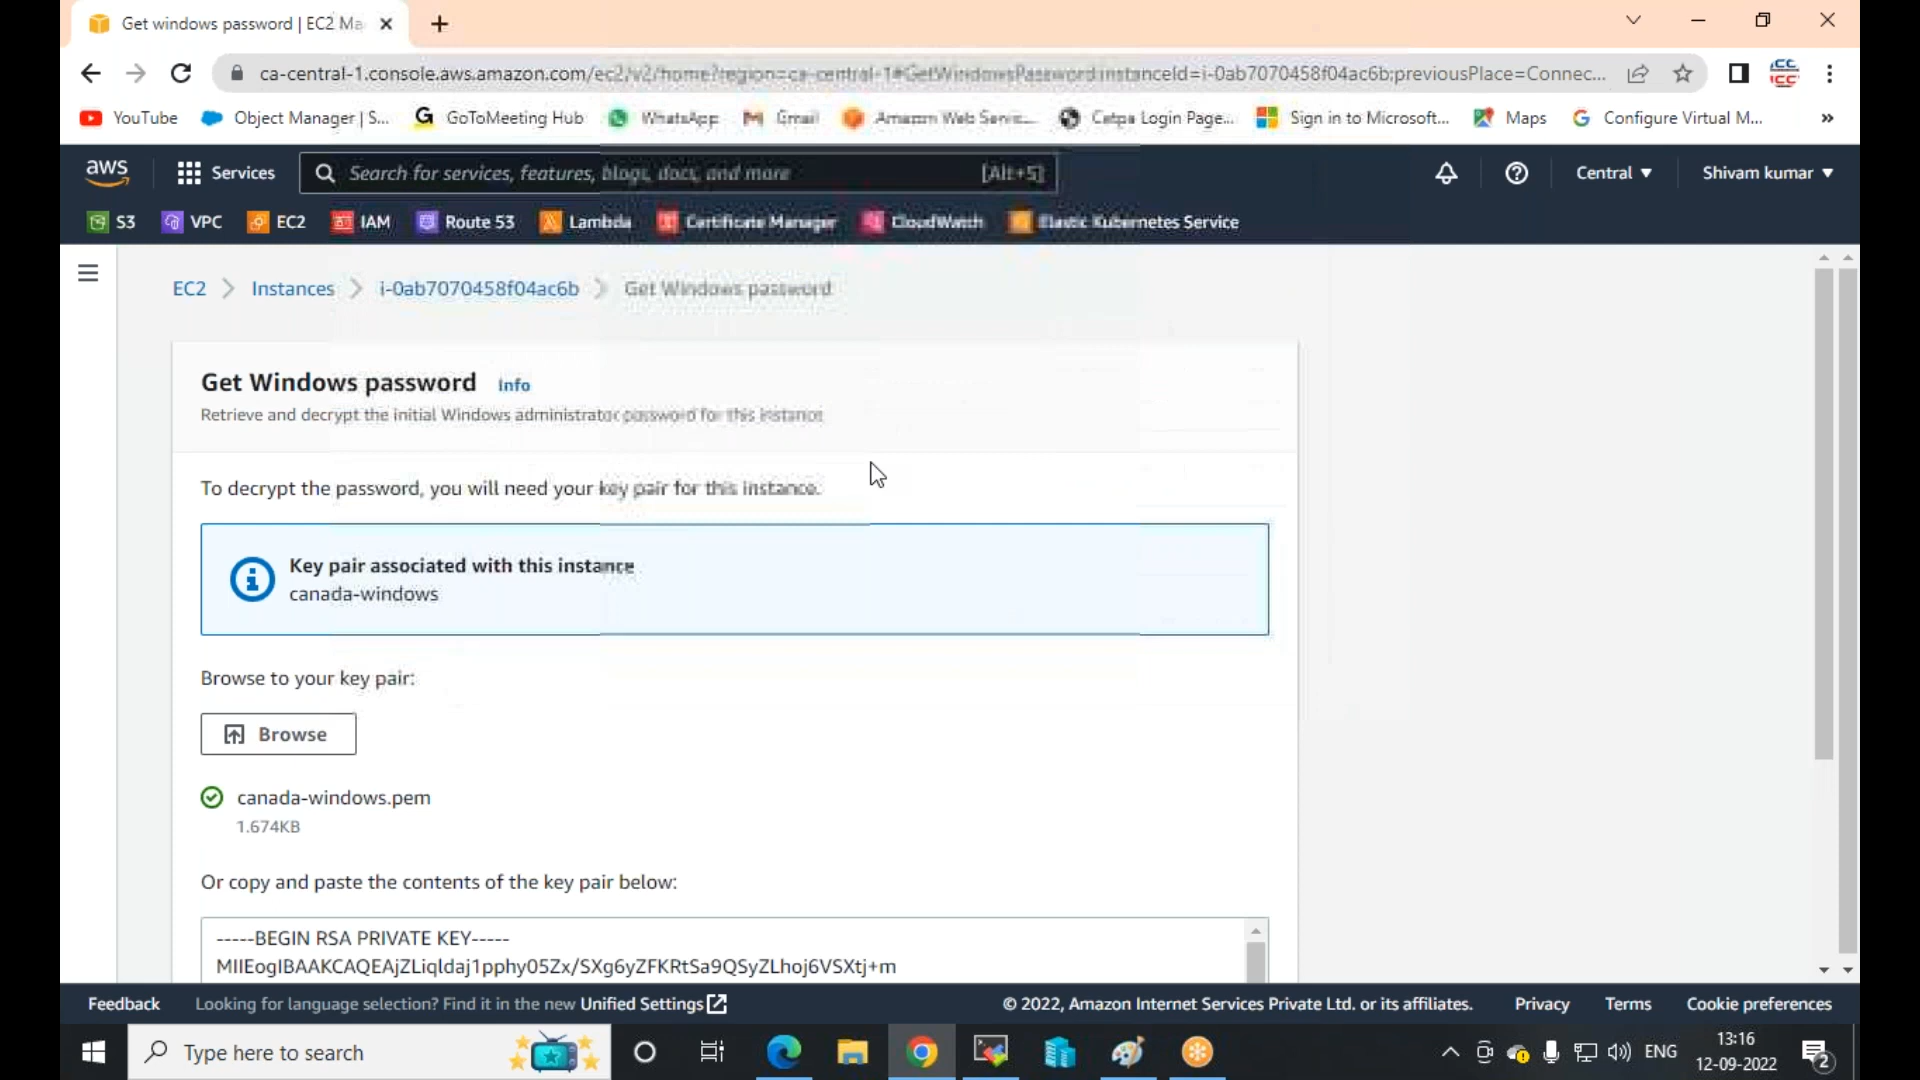 Get windows password | EC2 Ma
ca-central-1.console.aws.amazon.com/ec2/v2/home?region=ca-central-1#GetWindowsPassword:instanceId=i-0ab7070458f04ac6b;previousPlace=Connec...
YouTube Object Manager | S... GoToMeeting Hub WhatsApp Gmail Amazon Web Servic... Cetpa Login Page... Sign in to Microsoft... Maps Configure Virtual M... »
aws Services Search for services, features, blogs, docs, and more [Alt+S] Central ▼ Shivam kumar ▼
S3 VPC EC2 IAM Route 53 Lambda Certificate Manager CloudWatch Elastic Kubernetes Service
EC2 > Instances > i-0ab7070458f04ac6b > Get Windows password
Get Windows password Info
Retrieve and decrypt the initial Windows administrator password for this instance
To decrypt the password, you will need your key pair for this instance.
Key pair associated with this instance
canada-windows
Browse to your key pair:
Browse
canada-windows.pem
1.674KB
Or copy and paste the contents of the key pair below:
-----BEGIN RSA PRIVATE KEY-----
MIIEogIBAAKCAQEAjZLiqldaj1pphy05Zx/SXg6yZFKRtSa9QSyZLhoj6VSXtj+m
Feedback Looking for language selection? Find it in the new Unified Settings © 2022, Amazon Internet Services Private Ltd. or its affiliates. Privacy Terms Cookie preferences
Type here to search ENG 13:16
12-09-2022 2